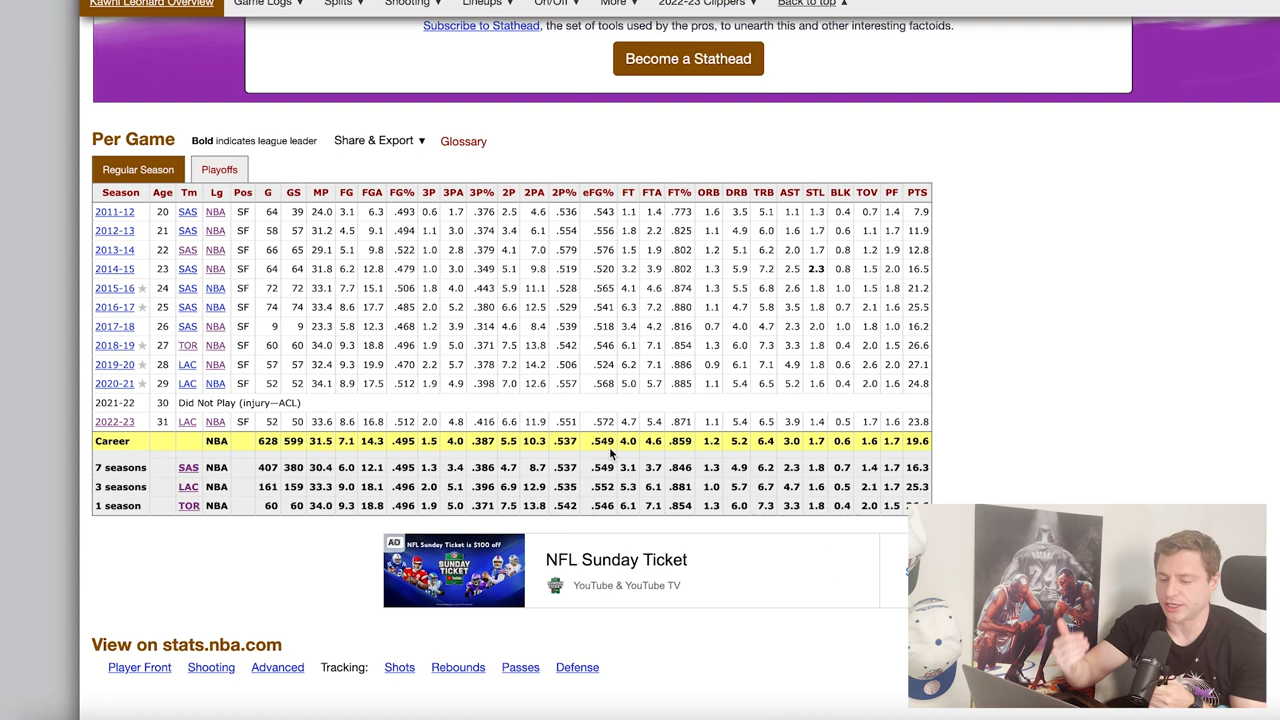 Kawhi Leonard Overview Game Logs ▼ Splits ▼ Shooting ▼ Lineups ▼ On/Off ▼ More ▼ 2022-23 Clippers ▼ Back to top ▲
Subscribe to Stathead, the set of tools used by the pros, to unearth this and other interesting factoids.
Become a Stathead
Per Game Bold indicates league leader Share & Export ▼ Glossary
Regular Season Playoffs
Season Age Tm Lg Pos G GS MP FG FGA FG% 3P 3PA 3P% 2P 2PA 2P% eFG% FT FTA FT% ORB DRB TRB AST STL BLK TOV PF PTS
2011-12 20 SAS NBA SF 64 39 24.0 3.1 6.3 .493 0.6 1.7 .376 2.5 4.6 .536 .543 1.1 1.4 .773 1.6 3.5 5.1 1.1 1.3 0.4 0.7 1.4 7.9
2012-13 21 SAS NBA SF 58 57 31.2 4.5 9.1 .494 1.1 3.0 .374 3.4 6.1 .554 .556 1.8 2.2 .825 1.1 4.9 6.0 1.6 1.7 0.6 1.1 1.7 11.9
2013-14 22 SAS NBA SF 66 65 29.1 5.1 9.8 .522 1.0 2.8 .379 4.1 7.0 .579 .576 1.5 1.9 .802 1.2 5.1 6.2 2.0 1.7 0.8 1.2 1.9 12.8
2014-15 23 SAS NBA SF 64 64 31.8 6.2 12.8 .479 1.0 3.0 .349 5.1 9.8 .519 .520 3.2 3.9 .802 1.3 5.9 7.2 2.5 2.3 0.8 1.5 2.0 16.5
2015-16 ★ 24 SAS NBA SF 72 72 33.1 7.7 15.1 .506 1.8 4.0 .443 5.9 11.1 .528 .565 4.1 4.6 .874 1.3 5.5 6.8 2.6 1.8 1.0 1.5 1.8 21.2
2016-17 ★ 25 SAS NBA SF 74 74 33.4 8.6 17.7 .485 2.0 5.2 .380 6.6 12.5 .529 .541 6.3 7.2 .880 1.1 4.7 5.8 3.5 1.8 0.7 2.1 1.6 25.5
2017-18 26 SAS NBA SF 9 9 23.3 5.8 12.3 .468 1.2 3.9 .314 4.6 8.4 .539 .518 3.4 4.2 .816 0.7 4.0 4.7 2.3 2.0 1.0 1.8 1.0 16.2
2018-19 ★ 27 TOR NBA SF 60 60 34.0 9.3 18.8 .496 1.9 5.0 .371 7.5 13.8 .542 .546 6.1 7.1 .854 1.3 6.0 7.3 3.3 1.8 0.4 2.0 1.5 26.6
2019-20 ★ 28 LAC NBA SF 57 57 32.4 9.3 19.9 .470 2.2 5.7 .378 7.2 14.2 .506 .524 6.2 7.1 .886 0.9 6.1 7.1 4.9 1.8 0.6 2.6 2.0 27.1
2020-21 ★ 29 LAC NBA SF 52 52 34.1 8.9 17.5 .512 1.9 4.9 .398 7.0 12.6 .557 .568 5.0 5.7 .885 1.1 5.4 6.5 5.2 1.6 0.4 2.0 1.6 24.8
2021-22 30 Did Not Play (injury—ACL)
2022-23 31 LAC NBA SF 52 50 33.6 8.6 16.8 .512 2.0 4.8 .416 6.6 11.9 .551 .572 4.7 5.4 .871 1.1 5.4 6.5 3.9 1.4 0.5 1.7 1.6 23.8
Career NBA 628 599 31.5 7.1 14.3 .495 1.5 4.0 .387 5.5 10.3 .537 .549 4.0 4.6 .859 1.2 5.2 6.4 3.0 1.7 0.6 1.6 1.7 19.6
7 seasons SAS NBA 407 380 30.4 6.0 12.1 .495 1.3 3.4 .386 4.7 8.7 .537 .549 3.1 3.7 .846 1.3 4.9 6.2 2.3 1.8 0.7 1.4 1.7 16.3
3 seasons LAC NBA 161 159 33.3 9.0 18.1 .496 2.0 5.1 .396 6.9 12.9 .535 .552 5.3 6.1 .881 1.0 5.7 6.7 4.7 1.6 0.5 2.1 1.7 25.3
1 season TOR NBA 60 60 34.0 9.3 18.8 .496 1.9 5.0 .371 7.5 13.8 .542 .546 6.1 7.1 .854 1.3 6.0 7.3 3.3 1.8 0.4 2.0 1.5
AD NFL Sunday Ticket is $100 off
SUNDAY TICKET
NFL Sunday Ticket
YouTube & YouTube TV
24
View on stats.nba.com
Player Front Shooting Advanced Tracking: Shots Rebounds Passes Defense